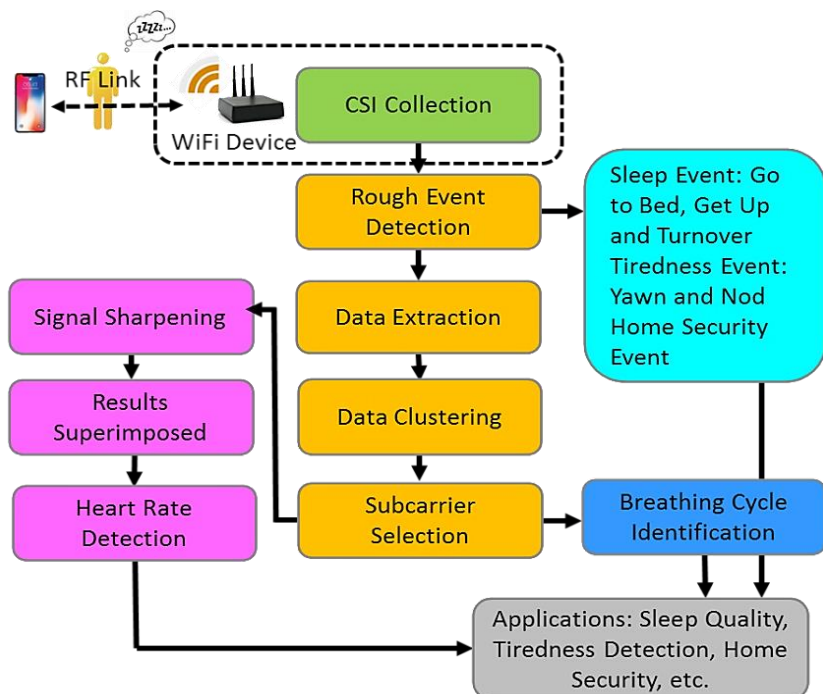 zzzzz...
RF Link
WiFi Device
CSI Collection
Rough Event
Detection
Sleep Event: Go
to Bed, Get Up
and Turnover
Tiredness Event:
Yawn and Nod
Home Security
Event
Signal Sharpening
Data Extraction
Results
Superimposed
Data Clustering
Heart Rate
Detection
Subcarrier
Selection
Breathing Cycle
Identification
Applications: Sleep Quality,
Tiredness Detection, Home
Security, etc.